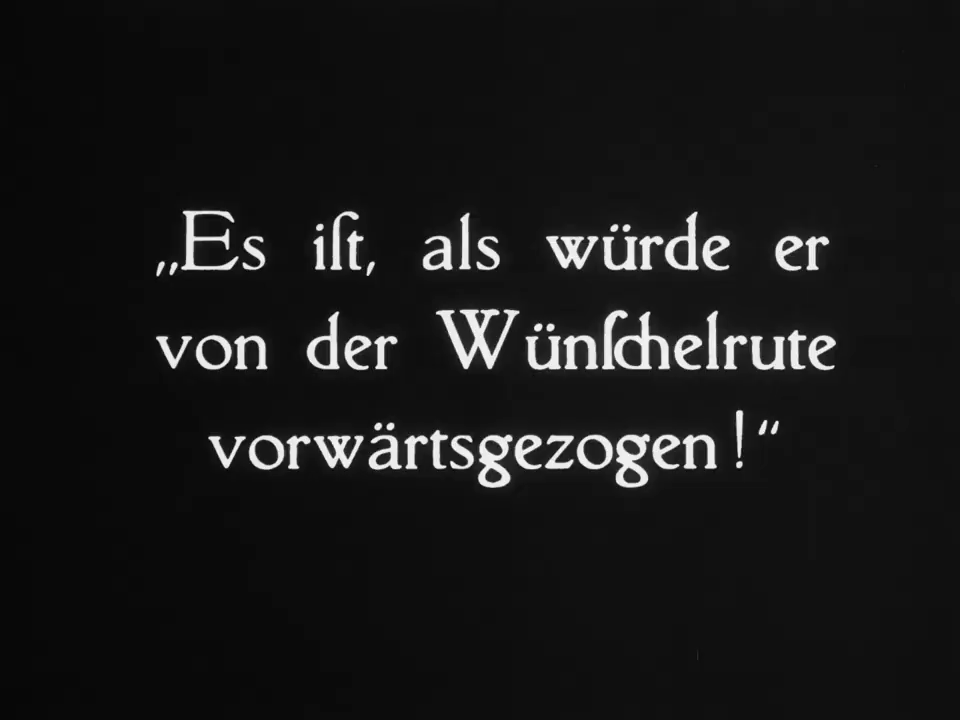 „Es iſt, als würde er
von der Wünſchelrute
vorwärtsgezogen!“